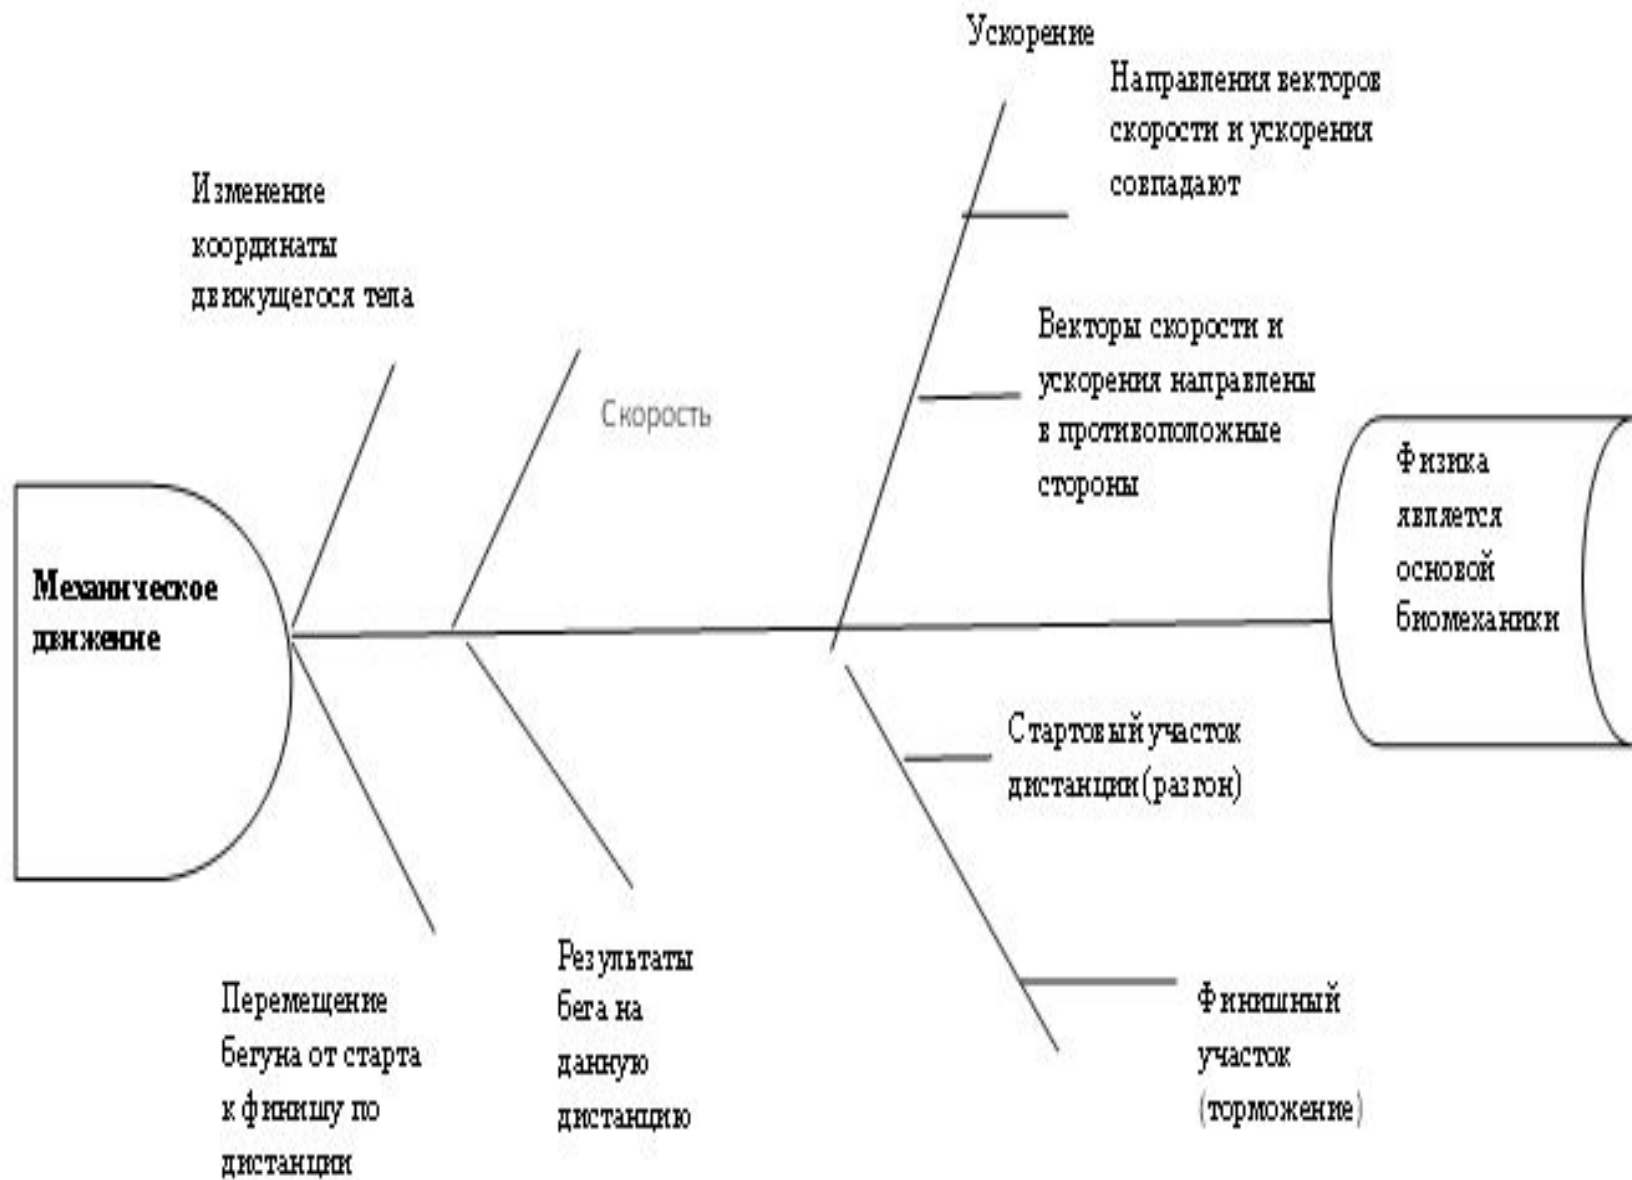 Ускорение
Направления векторов
скорости и ускорения
совпадают
Изменение
координаты
движущегося тела
Векторы скорости и
ускорения направлены
в противоположные
стороны
Скорость
Физика
является
основой
биомеханики
Механическое
движение
Стартовый участок
дистанции(разгон)
Результаты
бега на
данную
дистанцию
Перемещение
бегуна от старта
к финишу по
дистанции
Финишный
участок
(торможение)